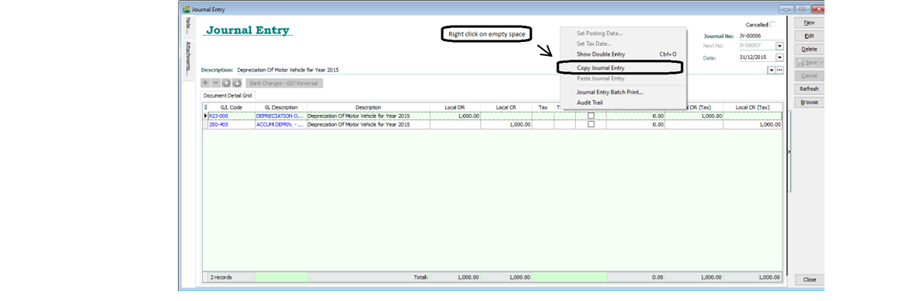 Journal Entry
Note...
Attachments...
Journal Entry
Right click on empty space
Set Posting Date...
Set Tax Date...
Show Double Entry Ctrl+O
Copy Journal Entry
Paste Journal Entry
Journal Entry Batch Print...
Audit Trail
Cancelled
Journal No: JV-00006
Next No: JV-00007
Date: 31/12/2015
New
Edit
Delete
Save
Cancel
Refresh
Browse
Description: Depreciation Of Motor Vehicle for Year 2015
Bank Charges - GST Reversal
Document Detail Grid
G/L Code GL Description Description Local DR Local CR Tax T DR (Tax) Local CR (Tax)
923-000 DEPRECIATION O... Depreciation Of Motor Vehicle for Year 2015 1,000.00 0.00 1,000.00
200-405 ACCUM DEPRN. - ... Depreciation Of Motor Vehicle for Year 2015 1,000.00 0.00 1,000.00
2 records Total: 1,000.00 1,000.00 0.00 1,000.00 1,000.00
Close